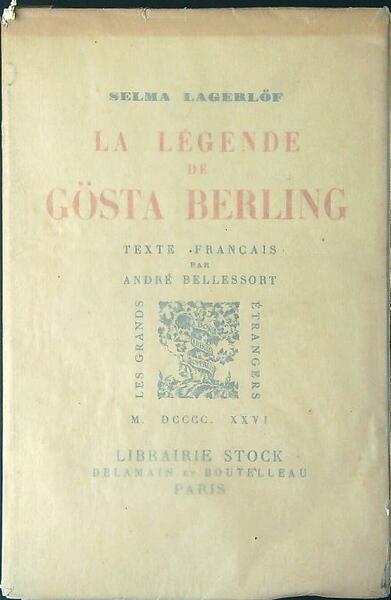 SELMA LAGERLÖF
LA LÉGENDE
DE
GÖSTA BERLING
TEXTE FRANÇAIS
PAR
ANDRÉ BELLESSORT
LES GRANDS
ÉTRANGERS
M. DCCCC. XXVI
LIBRAIRIE STOCK
DELAMAIN ET BOUTELLEAU
PARIS